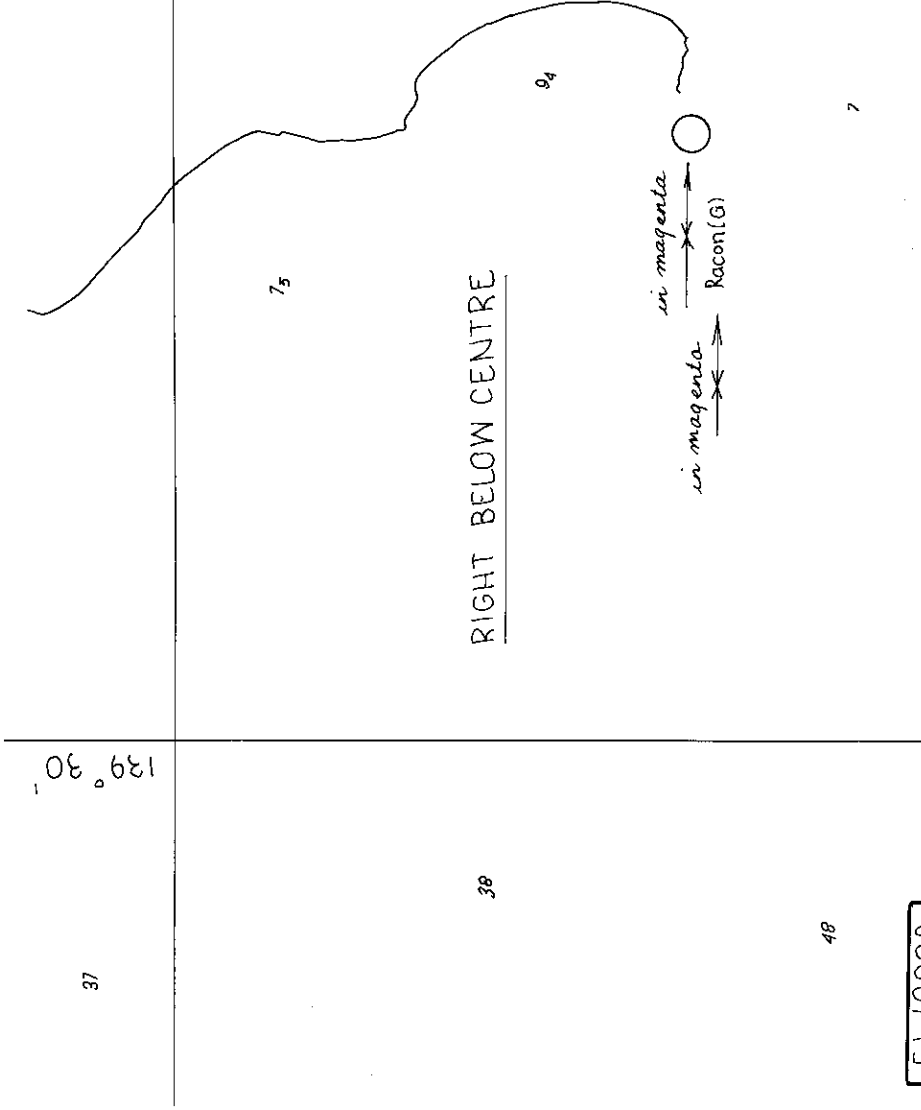 139° 30'
37
7₅
9₄
RIGHT BELOW CENTRE
38
in magenta
Racon(G)
in magenta
7
48